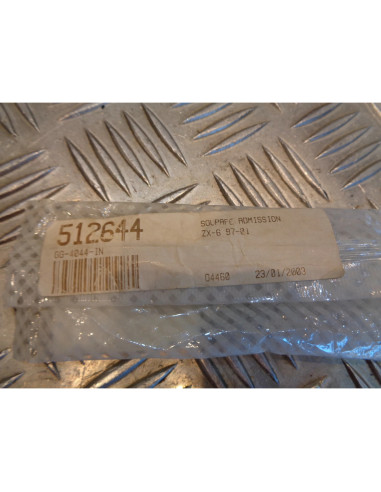 512644
GG-4044-IN
SOUPAPE ADMISSION
ZX-6 97-01
04460 23/01/2003